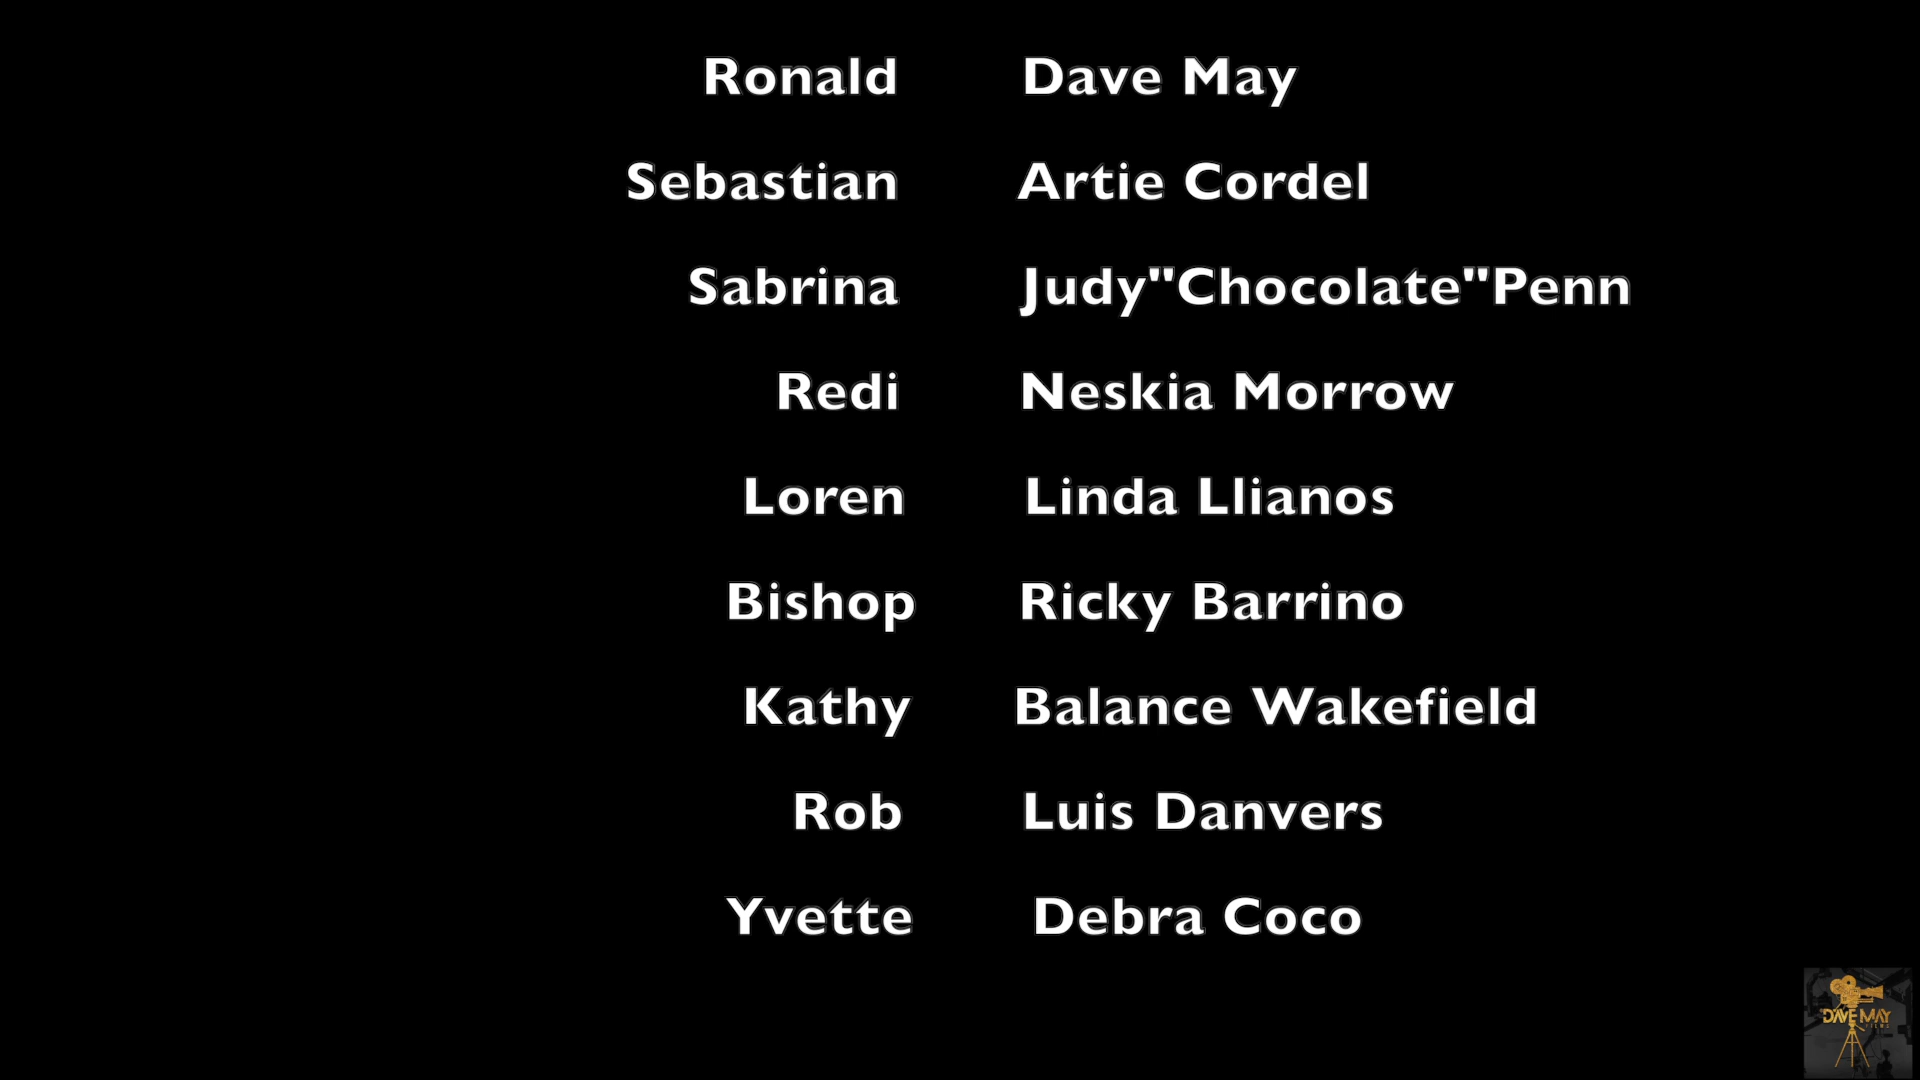 Ronald Dave May
Sebastian Artie Cordel
Sabrina Judy"Chocolate"Penn
Redi Neskia Morrow
Loren Linda Llianos
Bishop Ricky Barrino
Kathy Balance Wakefield
Rob Luis Danvers
Yvette Debra Coco
DAVE MAY
FILMS